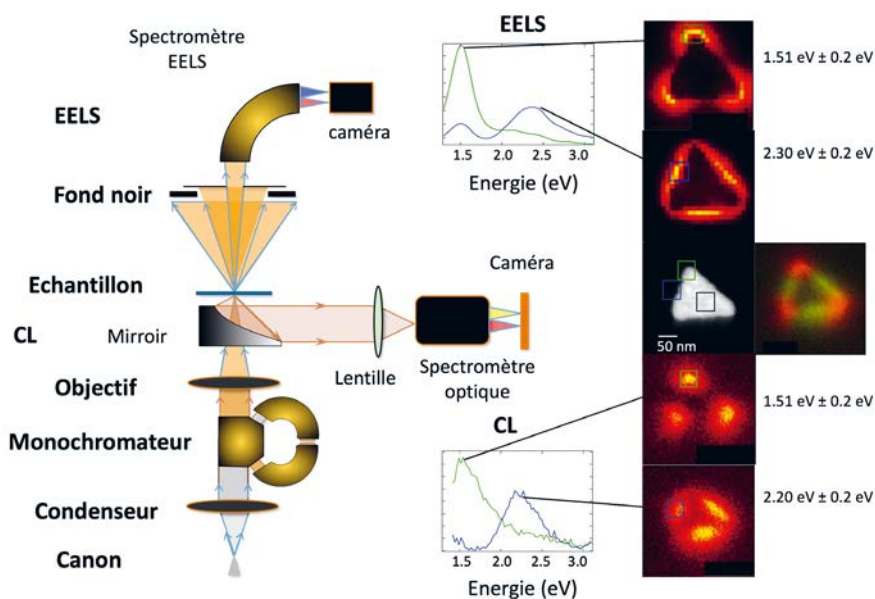 Spectromètre
EELS
EELS
caméra
Fond noir
Echantillon
CL
Mirroir
Objectif
Monochromateur
Condenseur
Canon
Lentille
Caméra
Spectromètre
optique
EELS
1.5
2.0
2.5
3.0
Energie (eV)
1.51 eV ± 0.2 eV
2.30 eV ± 0.2 eV
50 nm
CL
1.5
2.0
2.5
3.0
Energie (eV)
1.51 eV ± 0.2 eV
2.20 eV ± 0.2 eV